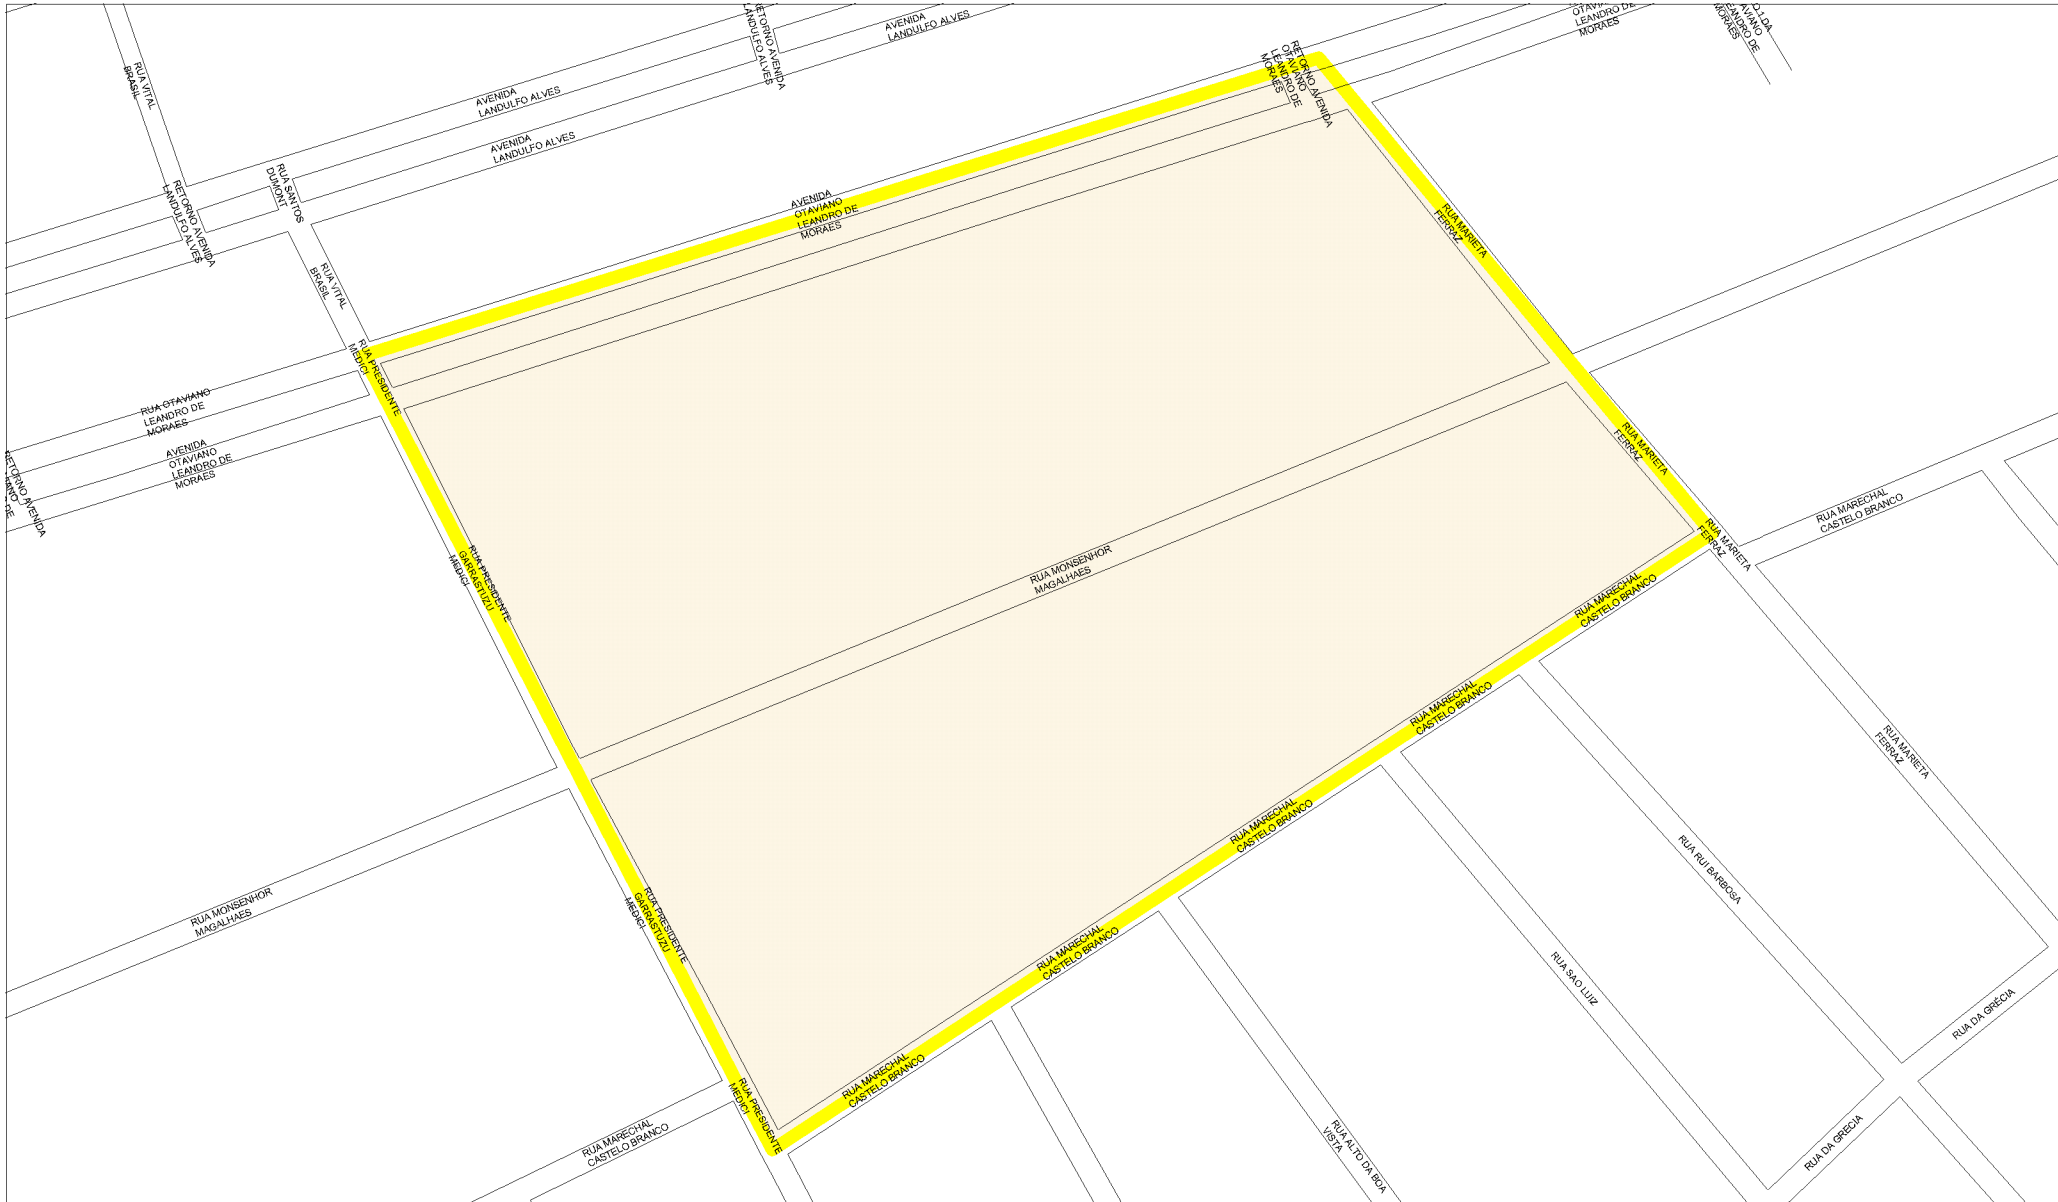 RETORNO AVENIDA
LANDULFO ALVES
AVENIDA
LANDULFO ALVES
LEANDRO DE
MORAES
LEANDRO DE
MORAES
RUA VITAL
BRASIL
AVENIDA
LANDULFO ALVES
AVENIDA
LANDULFO ALVES
RETORNO AVENIDA
OTAVIANO
LEANDRO DE
MORAES
RUA SANTOS
DUMONT
RETORNO AVENIDA
LANDULFO ALVES
AVENIDA
OTAVIANO
LEANDRO DE
MORAES
RUA MARIETA
FERRAZ
RUA VITAL
BRASIL
RUA PRESIDENTE
MEDICI
RUA OTAVIANO
LEANDRO DE
MORAES
AVENIDA
OTAVIANO
LEANDRO DE
MORAES
RETORNO AVENIDA
RUA MARIETA
FERRAZ
RUA MARECHAL
CASTELO BRANCO
RUA MARIETA
FERRAZ
RUA PRESIDENTE
GARRASTUZU
MEDICI
RUA MONSENHOR
MAGALHAES
RUA MARECHAL
CASTELO BRANCO
RUA MARECHAL
CASTELO BRANCO
RUA MARIETA
FERRAZ
RUA MARECHAL
CASTELO BRANCO
RUA RUI BARBOSA
RUA MONSENHOR
MAGALHAES
RUA PRESIDENTE
GARRASTUZU
MEDICI
RUA MARECHAL
CASTELO BRANCO
RUA SAO LUIZ
RUA DA GRÉCIA
RUA MARECHAL
CASTELO BRANCO
RUA PRESIDENTE
MEDICI
RUA MARECHAL
CASTELO BRANCO
RUA ALTO DA BOA
VISTA
RUA DA GRÉCIA